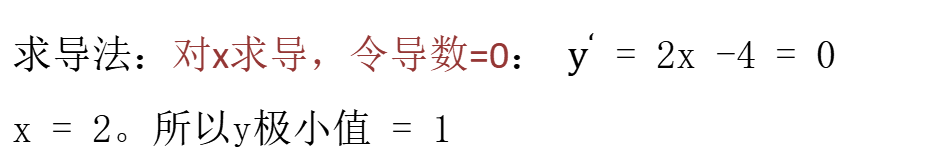 求导法：对x求导，令导数=0： y‘ = 2x -4 = 0
x = 2。所以y极小值 = 1